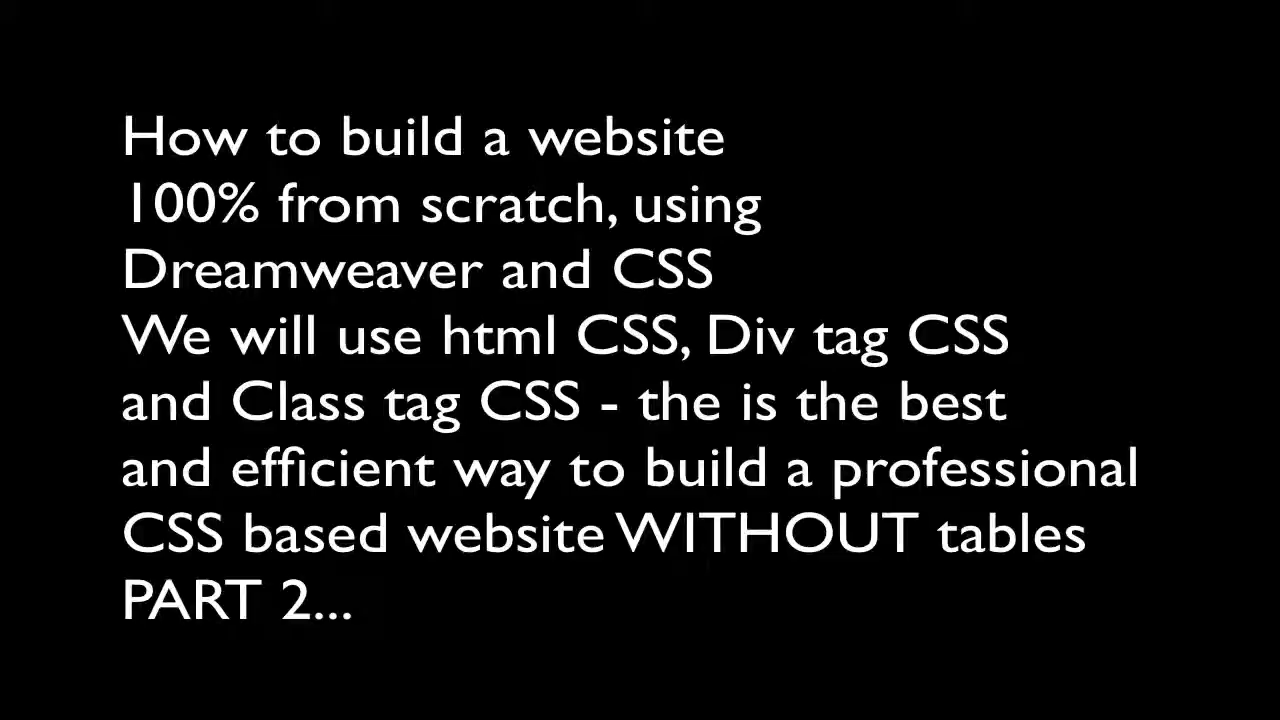 How to build a website
100% from scratch, using
Dreamweaver and CSS
We will use html CSS, Div tag CSS
and Class tag CSS - the is the best
and efficient way to build a professional
CSS based website WITHOUT tables
PART 2...